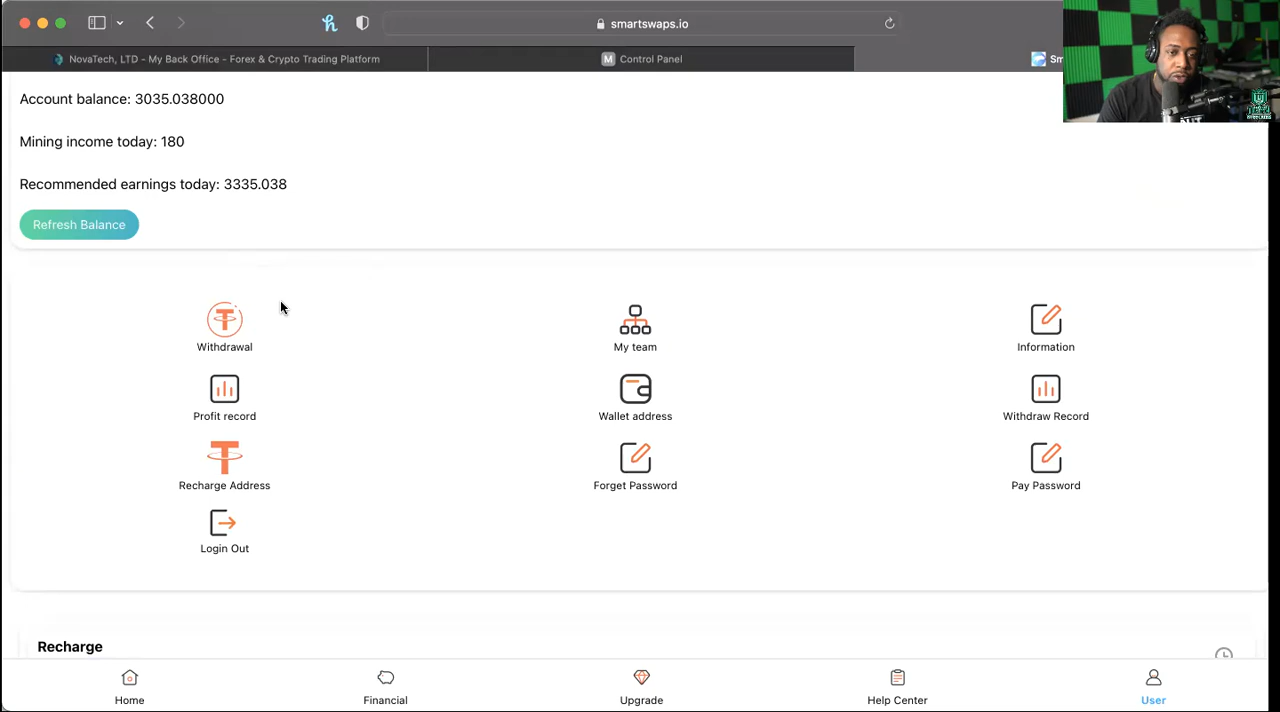 smartswaps.io
NovaTech, LTD - My Back Office - Forex & Crypto Trading Platform
M Control Panel
Sm
Account balance: 3035.038000
Mining income today: 180
Recommended earnings today: 3335.038
Refresh Balance
Withdrawal
My team
Information
Profit record
Wallet address
Withdraw Record
Recharge Address
Forget Password
Pay Password
Login Out
Recharge
Home
Financial
Upgrade
Help Center
User